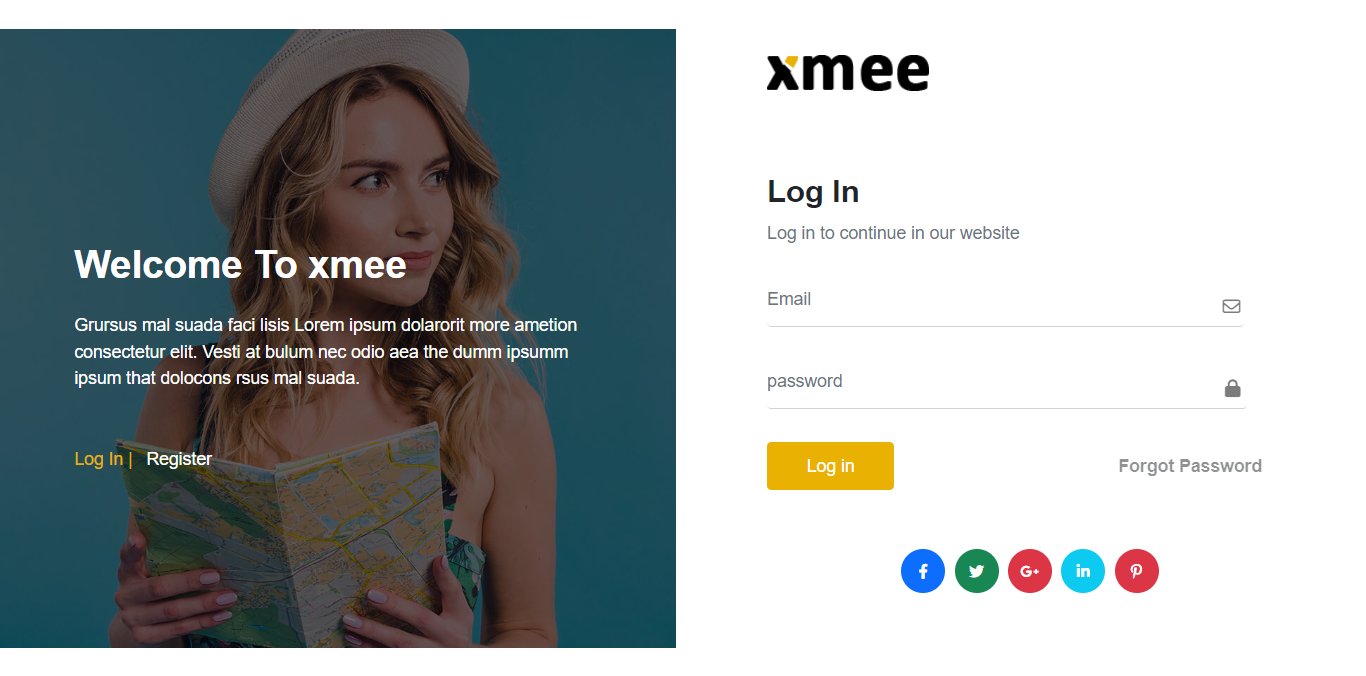 xmee
Welcome To xmee
Grursus mal suada faci lisis Lorem ipsum dolarorit more ametion
consectetur elit. Vesti at bulum nec odio aea the dumm ipsumm
ipsum that dolocons rsus mal suada.
Log In | Register
Log In
Log in to continue in our website
Email
password
Log in
Forgot Password